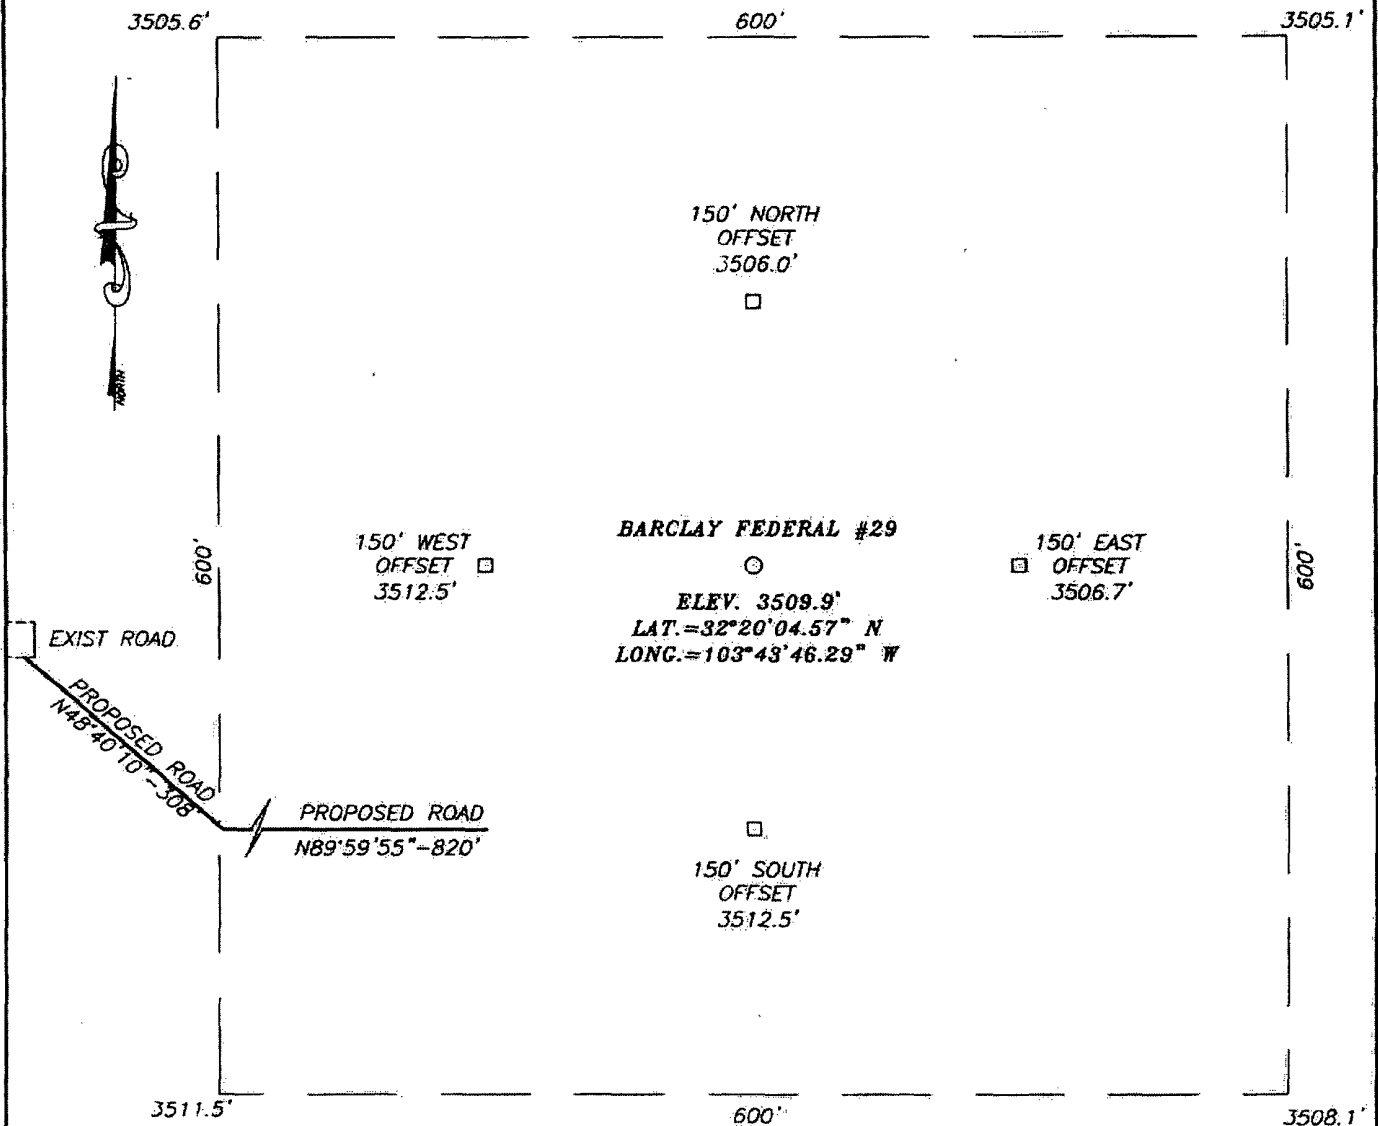 3505.6'
600'
3505.1'
NORTH
150' NORTH
OFFSET
3506.0'
600'
150' WEST
OFFSET
3512.5'
BARCLAY FEDERAL #29
ELEV. 3509.9'
LAT.=32°20'04.57" N
LONG.=103°43'46.29" W
150' EAST
OFFSET
3506.7'
600'
EXIST ROAD
PROPOSED ROAD
N48°40'10"-308'
PROPOSED ROAD
N89°59'55"-820'
150' SOUTH
OFFSET
3512.5'
3511.5'
600'
3508.1'